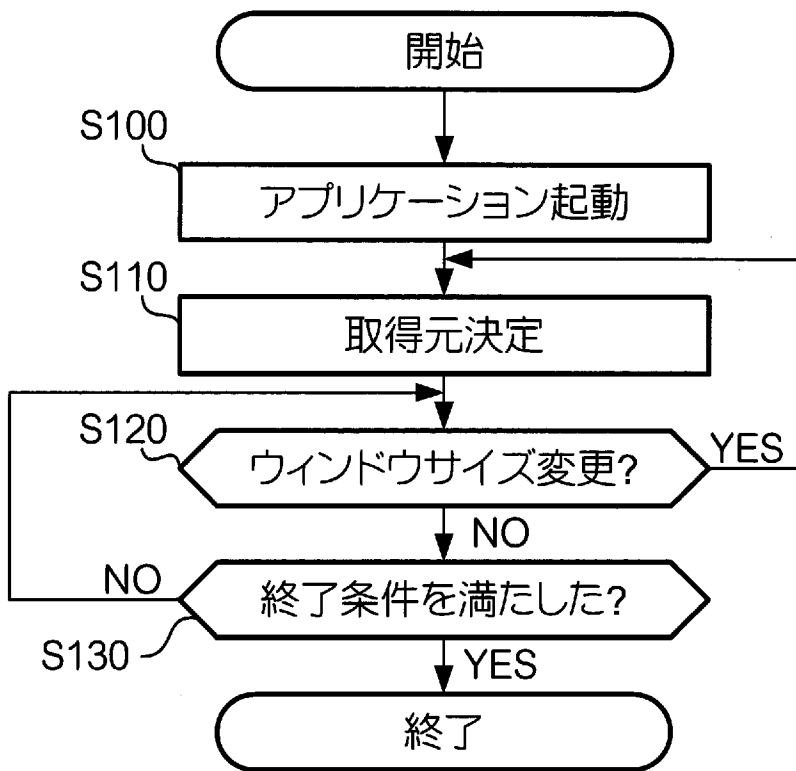 開始
S100
アプリケーション起動
S110
取得元決定
S120
ウィンドウサイズ変更?
YES
NO
NO
終了条件を満たした?
S130
YES
終了